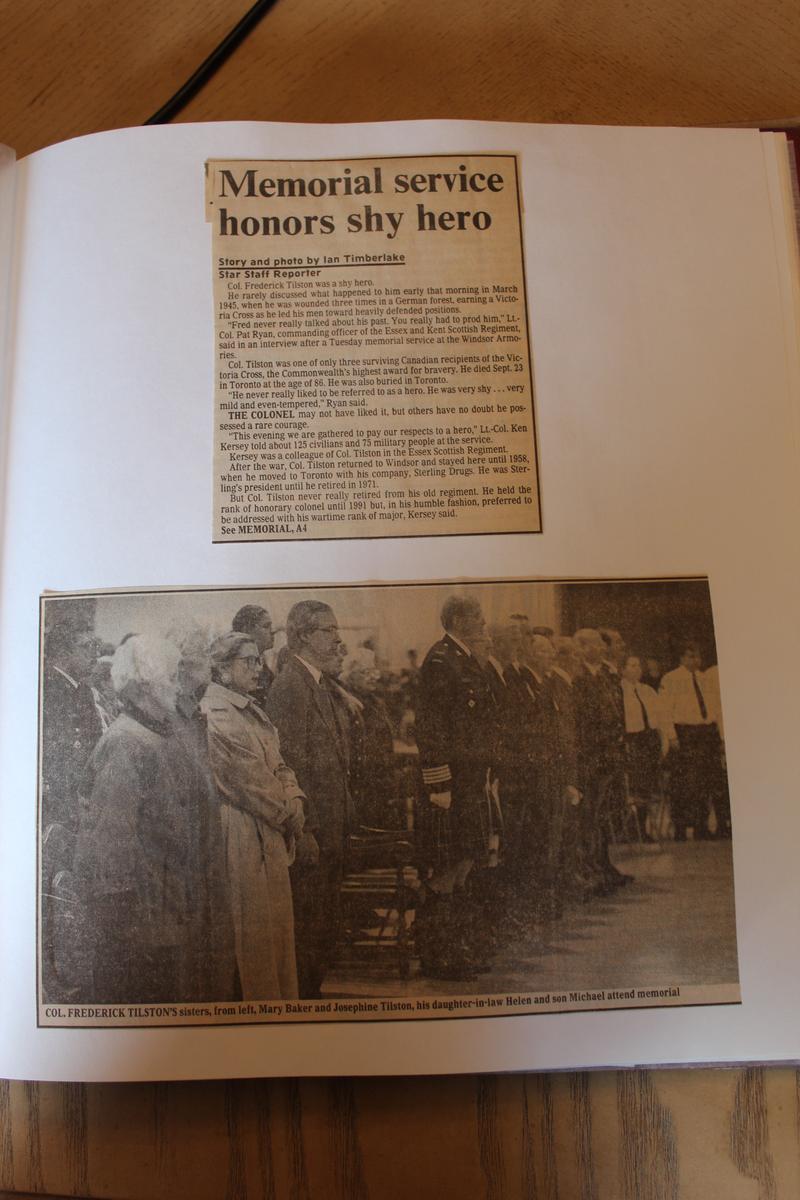 Memorial service
honors shy hero
Story and photo by Ian Timberlake
Star Staff Reporter
Col. Frederick Tilston was a shy hero.
He rarely discussed what happened to him early that morning in March
1945, when he was wounded three times in a German forest, earning a Victo-
ria Cross as he led his men toward heavily defended positions.
“Fred never really talked about his past. You really had to prod him,” Lt.-
Col. Pat Ryan, commanding officer of the Essex and Kent Scottish Regiment,
said in an interview after a Tuesday memorial service at the Windsor Armo-
ries.
Col. Tilston was one of only three surviving Canadian recipients of the Vic-
toria Cross, the Commonwealth's highest award for bravery. He died Sept. 23
in Toronto at the age of 86. He was also buried in Toronto.
“He never really liked to be referred to as a hero. He was very shy . . . very
mild and even-tempered,” Ryan said.
THE COLONEL may not have liked it, but others have no doubt he pos-
sessed a rare courage.
“This evening we are gathered to pay our respects to a hero,” Lt.-Col. Ken
Kersey told about 125 civilians and 75 military people at the service.
Kersey was a colleague of Col. Tilston in the Essex Scottish Regiment.
After the war, Col. Tilston returned to Windsor and stayed here until 1958,
when he moved to Toronto with his company, Sterling Drugs. He was Ster-
ling's president until he retired in 1971.
But Col. Tilston never really retired from his old regiment. He held the
rank of honorary colonel until 1991 but, in his humble fashion, preferred to
be addressed with his wartime rank of major, Kersey said.
See MEMORIAL, A4
COL. FREDERICK TILSTON'S sisters, from left, Mary Baker and Josephine Tilston, his daughter-in-law Helen and son Michael attend memorial